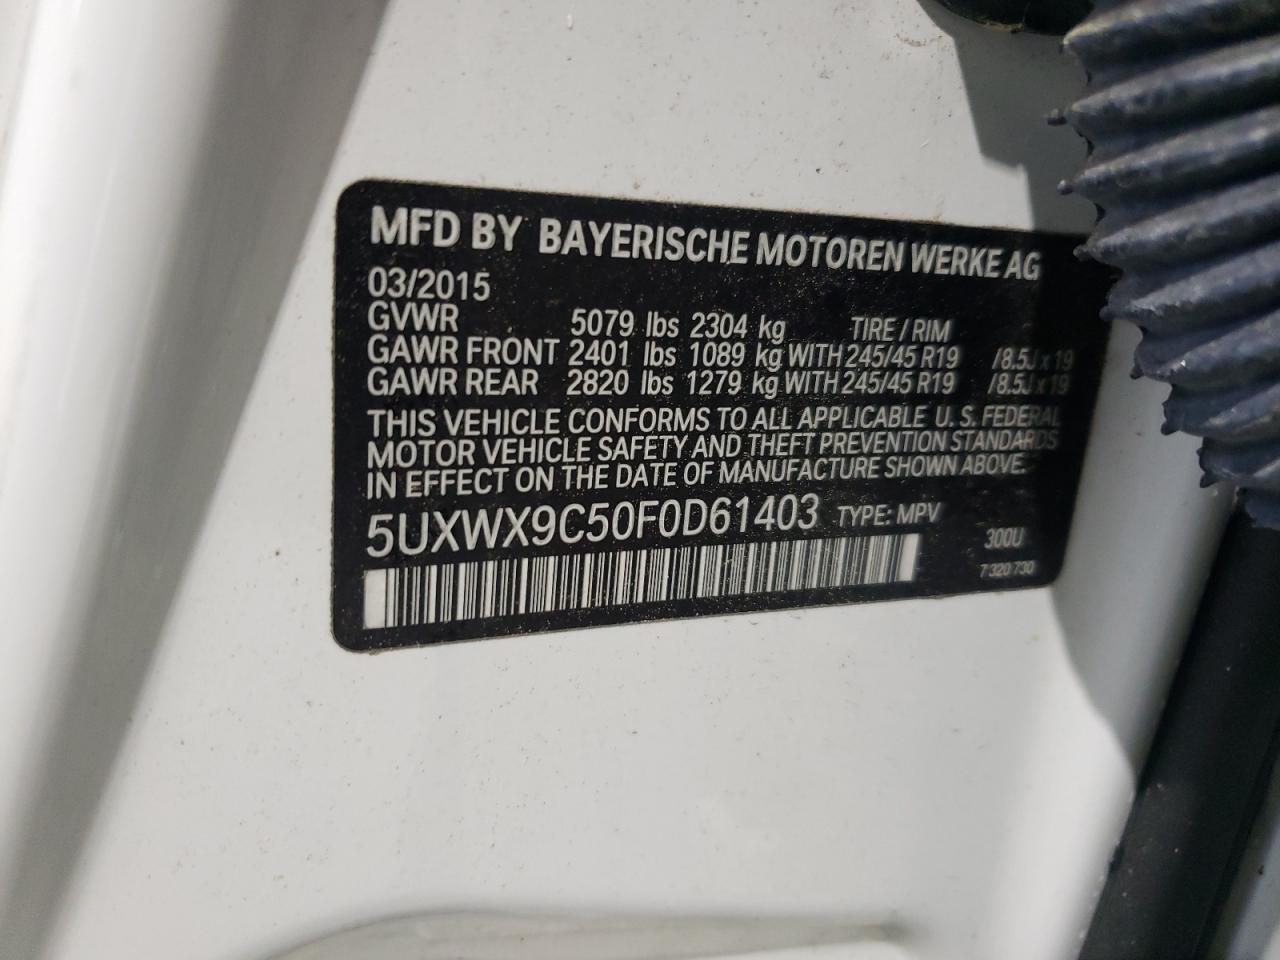 MFD BY BAYERISCHE MOTOREN WERKE AG
03/2015
GVWR 5079 lbs 2304 kg TIRE / RIM
GAWR FRONT 2401 lbs 1089 kg WITH 245/45 R19 /8.5J x 19
GAWR REAR 2820 lbs 1279 kg WITH 245/45 R19 /8.5J x 19
THIS VEHICLE CONFORMS TO ALL APPLICABLE U.S. FEDERAL
MOTOR VEHICLE SAFETY AND THEFT PREVENTION STANDARDS
IN EFFECT ON THE DATE OF MANUFACTURE SHOWN ABOVE.
5UXWX9C50F0D61403 TYPE: MPV
300U
7 320 730